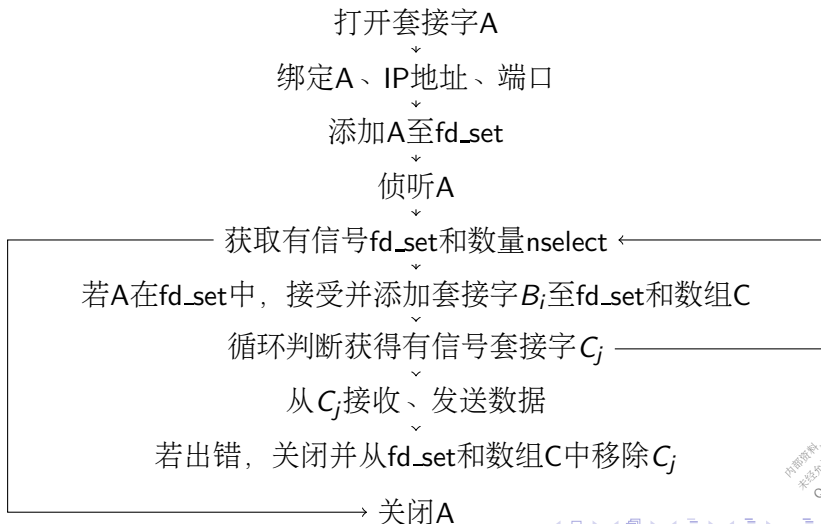 打开套接字A
绑定A、IP地址、端口
添加A至fd_set
侦听A
获取有信号fd_set和数量nselect
若A在fd_set中，接受并添加套接字Bi至fd_set和数组C
循环判断获得有信号套接字Cj
从Cj接收、发送数据
若出错，关闭并从fd_set和数组C中移除Cj
关闭A
内部资料